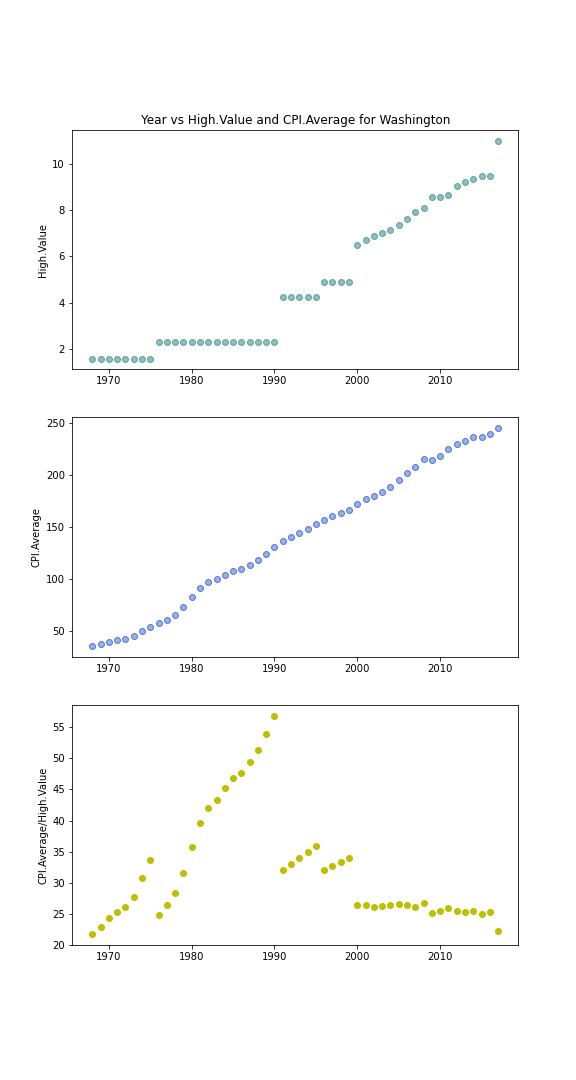 Year vs High.Value and CPI.Average for Washington
High.Value
10
8
6
4
2
1970 1980 1990 2000 2010
CPI.Average
250
200
150
100
50
1970 1980 1990 2000 2010
CPI.Average/High.Value
55
50
45
40
35
30
25
20
1970 1980 1990 2000 2010